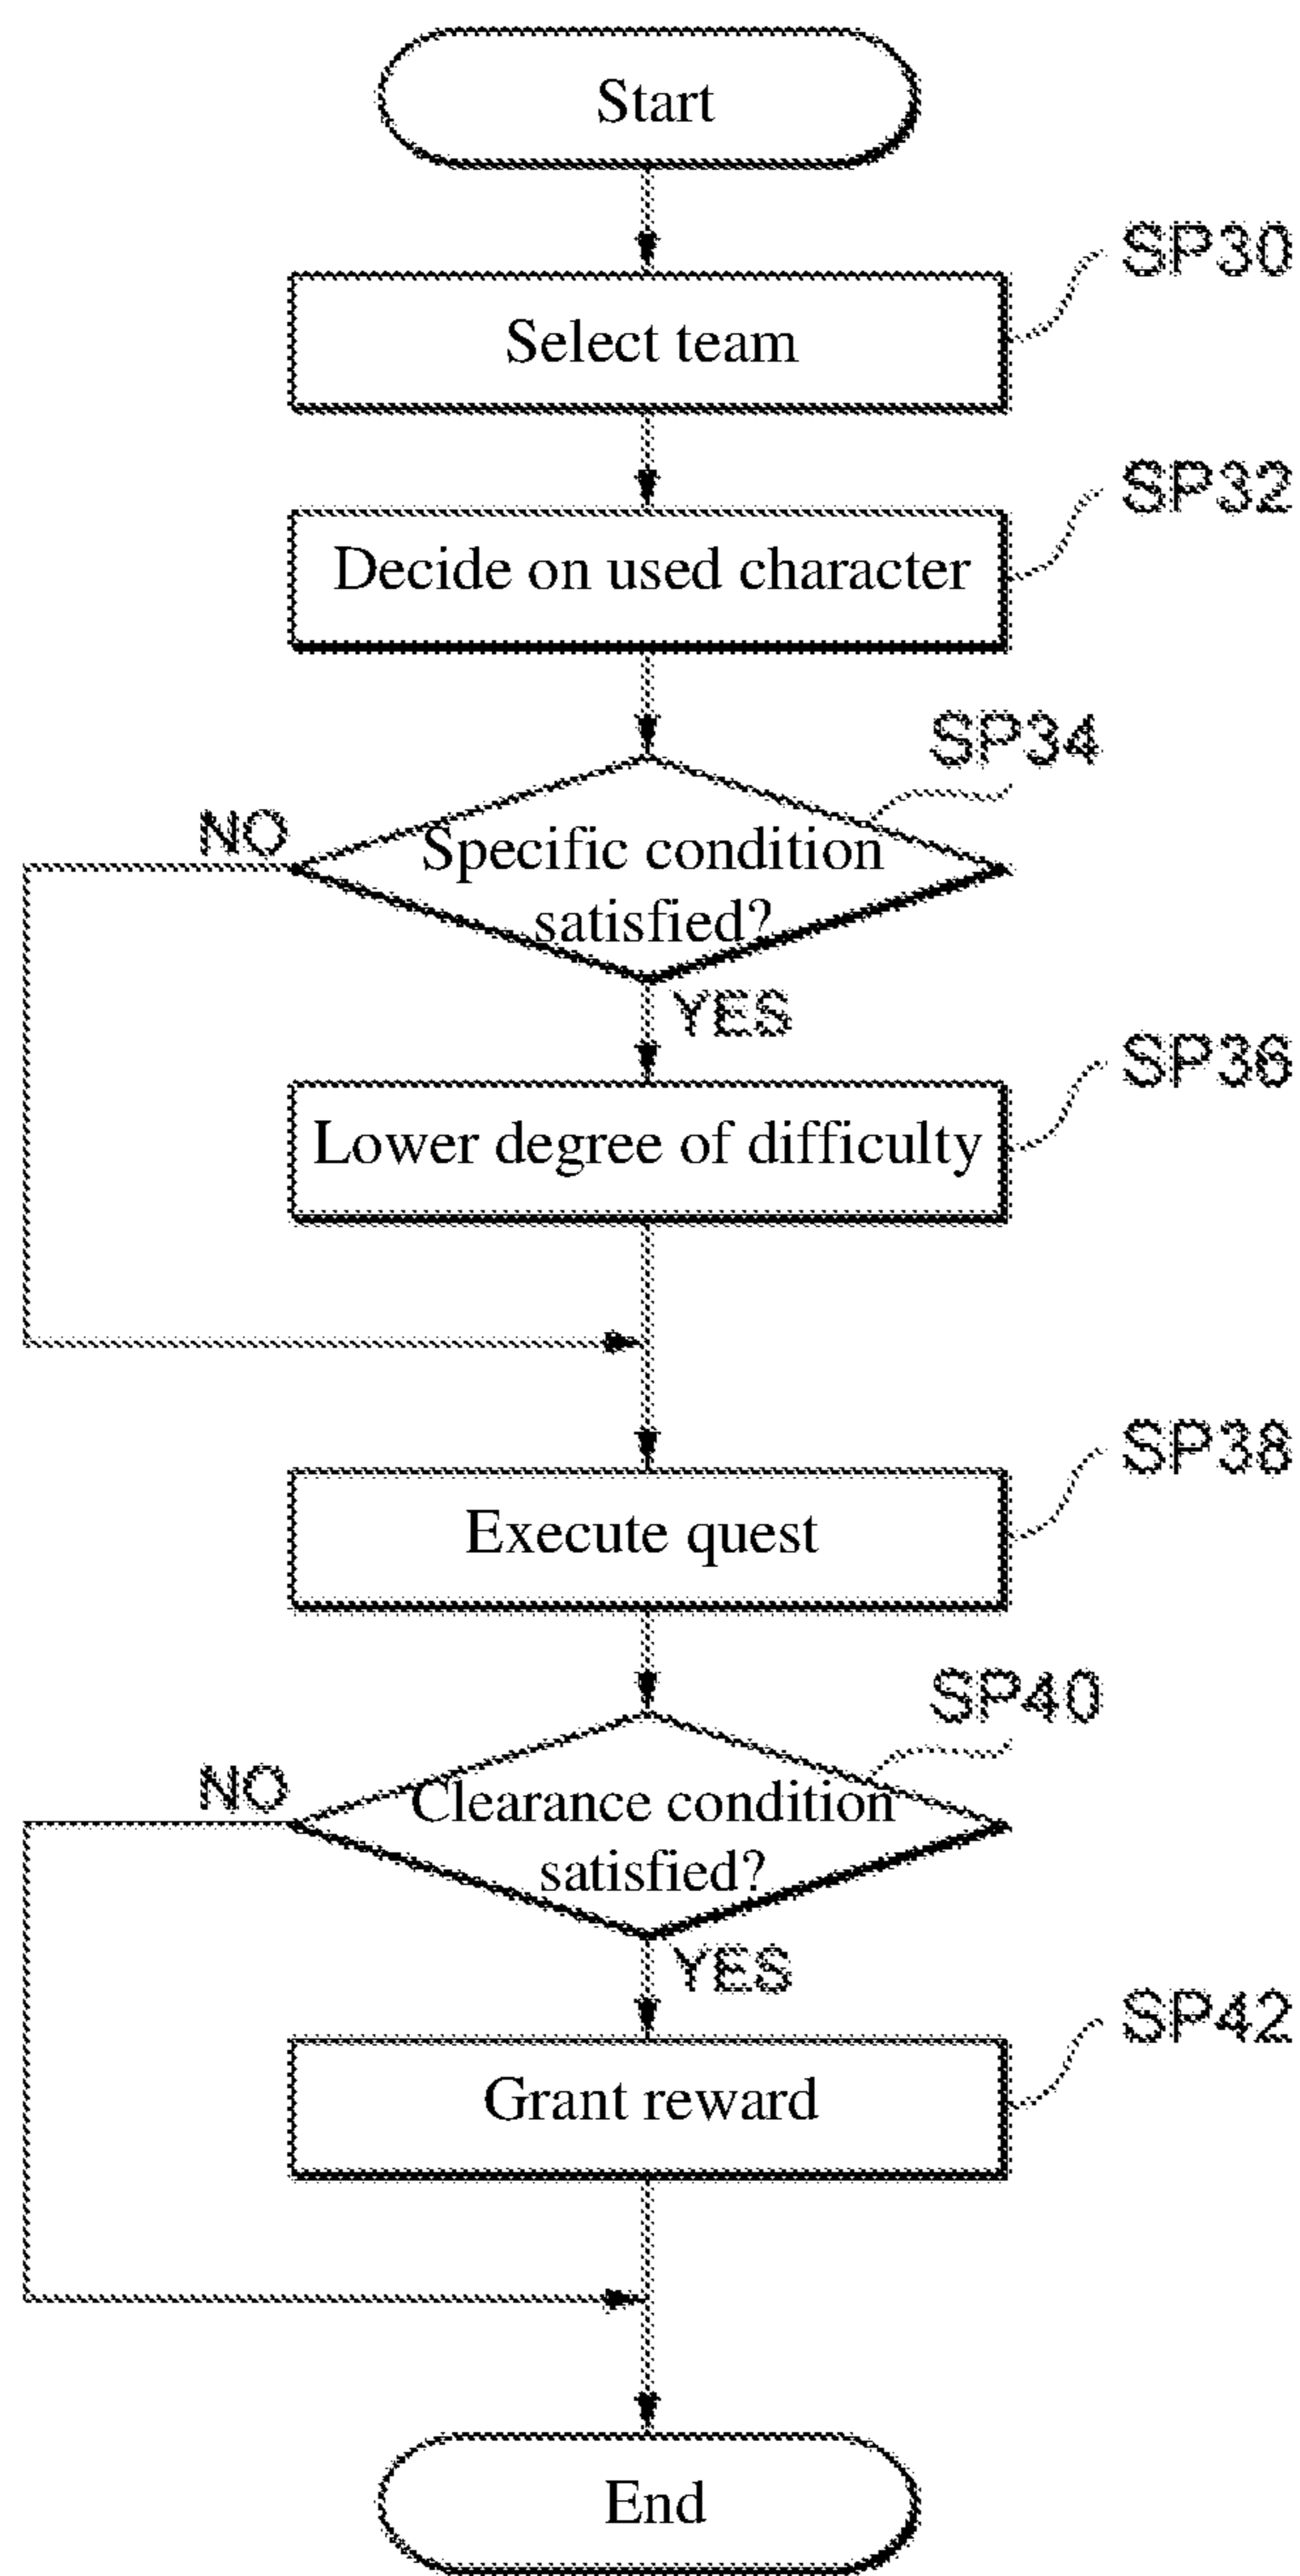 Start
SP30
Select team
SP32
Decide on used character
SP34
NO
Specific condition
satisfied?
YES
SP36
Lower degree of difficulty
SP38
Execute quest
SP40
NO
Clearance condition
satisfied?
YES
SP42
Grant reward
End